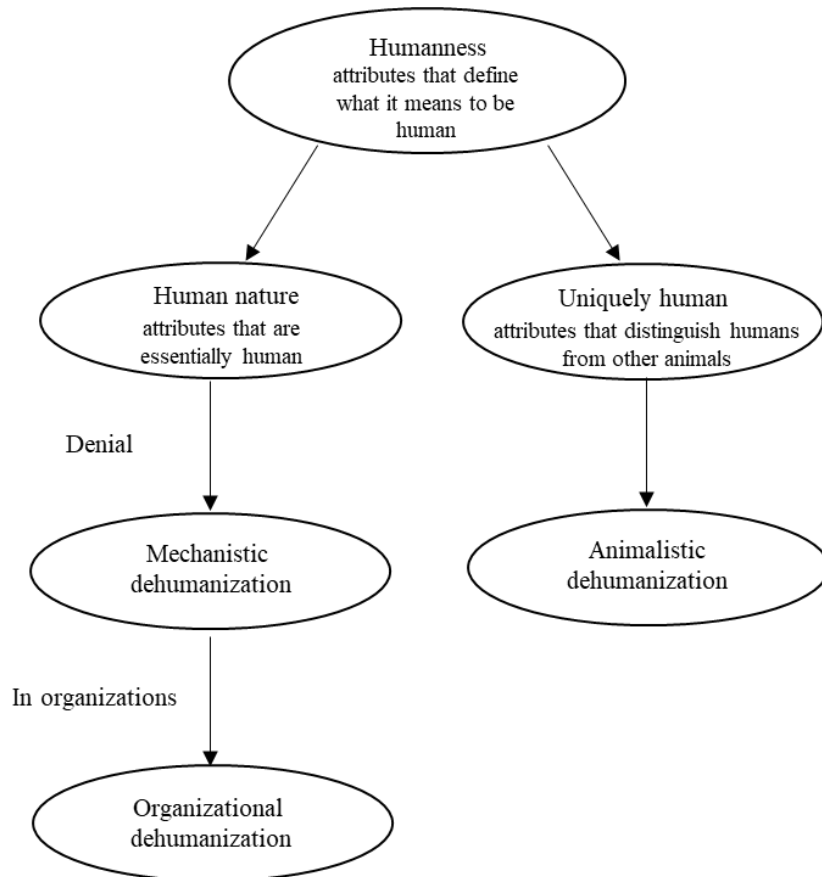 Humanness
attributes that define
what it means to be
human
Human nature
attributes that are
essentially human
Uniquely human
attributes that distinguish humans
from other animals
Denial
Mechanistic
dehumanization
Animalistic
dehumanization
In organizations
Organizational
dehumanization